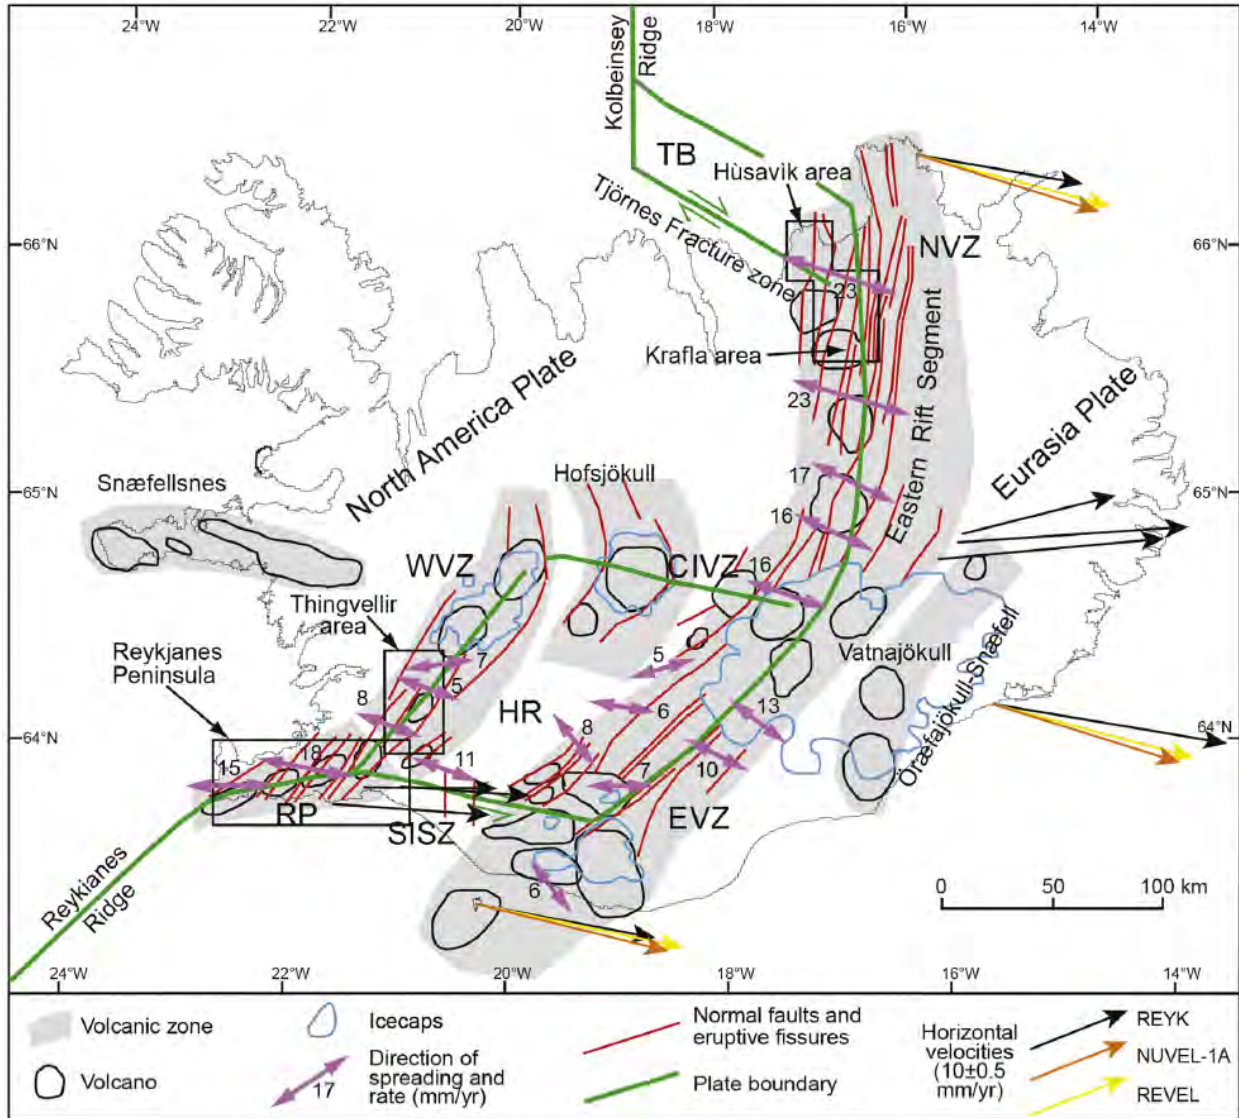 24°W
22°W
20°W
18°W
16°W
14°W
Kolbeinsey
Ridge
TB
Hùsavik area
Tjörnes Fracture zone
66°N
66°N
NVZ
23
Krafla area
23
Eastern Rift Segment
North America Plate
Eurasia Plate
Hofsjökull
Snæfellsnes
17
65°N
65°N
16
WVZ
CIVZ
16
Thingvellir
area
Reykjanes
Peninsula
7
5
5
Vatnajökull
Öræfajökull-Snæfell
8
HR
6
13
64°N
64°N
8
18
15
11
10
7
RP
SISZ
EVZ
6
Reykjanes
Ridge
0 50 100 km
24°W
22°W
20°W
18°W
16°W
14°W
Volcanic zone
Volcano
Icecaps
Direction of
spreading and
rate (mm/yr)
17
Normal faults and
eruptive fissures
Plate boundary
Horizontal
velocities
(10±0.5
mm/yr)
REYK
NUVEL-1A
REVEL